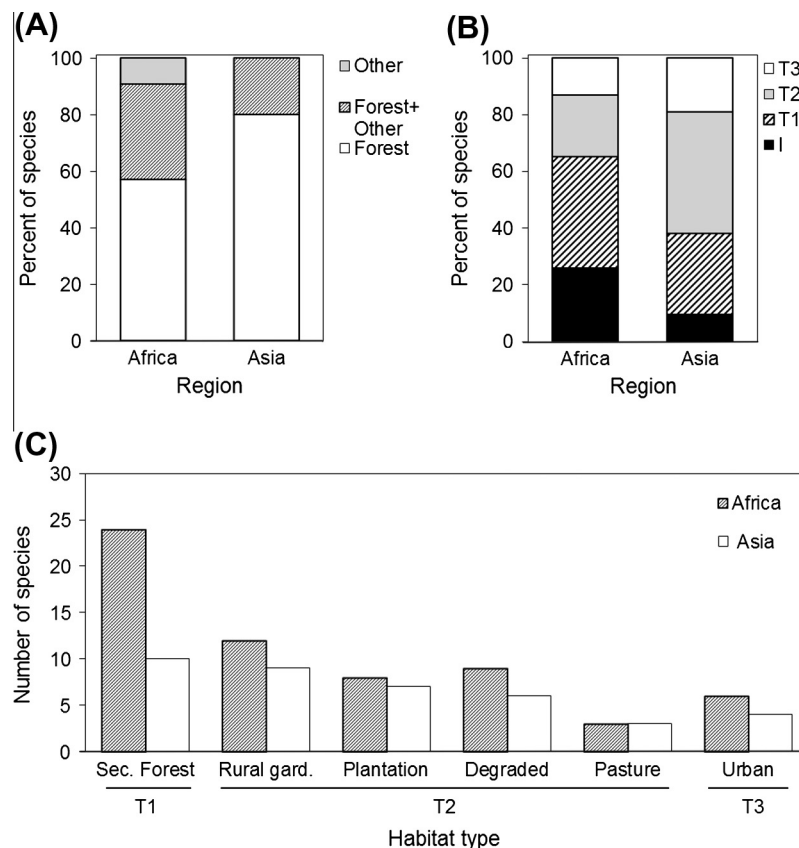 (A)
100
80
60
40
20
0
Percent of species
Africa Asia
Region
Other
Forest+
Other
Forest
(B)
100
80
60
40
20
0
Percent of species
Africa Asia
Region
T3
T2
T1
I
(C)
30
25
20
15
10
5
0
Number of species
Africa
Asia
Sec. Forest Rural gard. Plantation Degraded Pasture Urban
T1 T2 T3
Habitat type